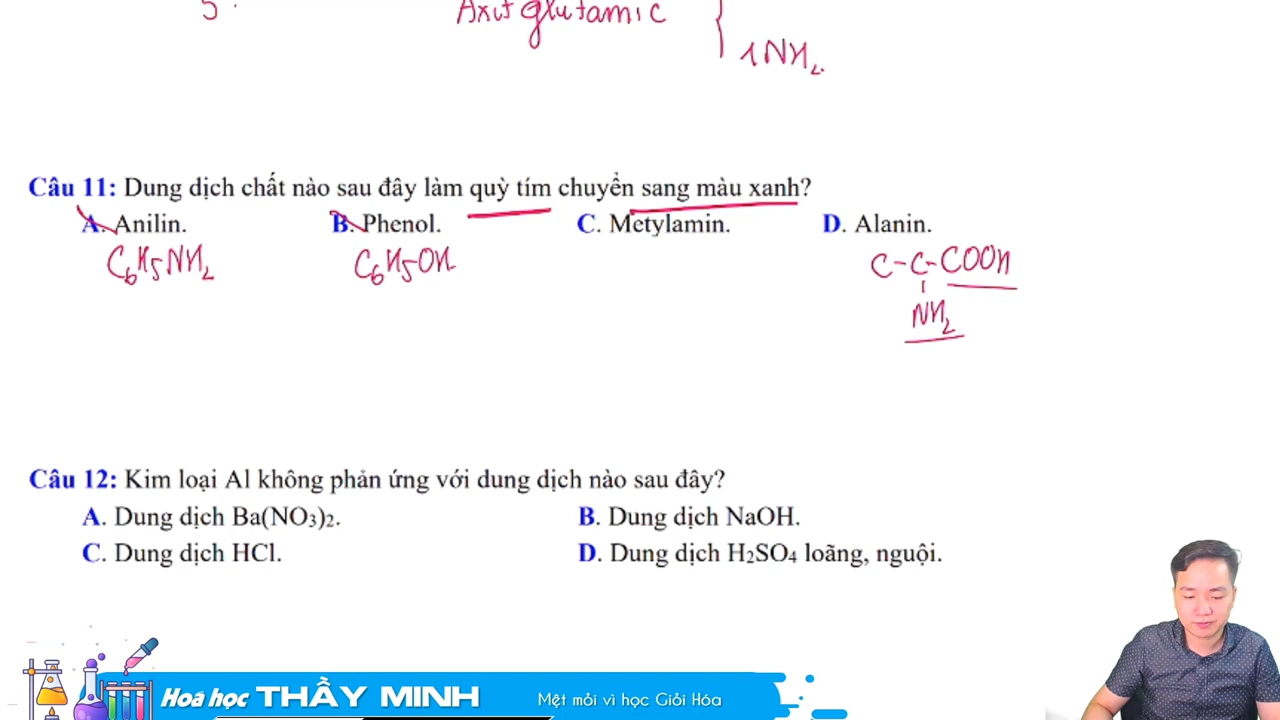 5.
Axit glutamic
1NH2.
Câu 11: Dung dịch chất nào sau đây làm quỳ tím chuyển sang màu xanh?
A. Anilin. B. Phenol. C. Metylamin. D. Alanin.
C6H5NH2 C6H5OH C-C-COOH
NH2
Câu 12: Kim loại Al không phản ứng với dung dịch nào sau đây?
A. Dung dịch Ba(NO3)2. B. Dung dịch NaOH.
C. Dung dịch HCl. D. Dung dịch H2SO4 loãng, nguội.
Hoá học THẦY MINH Mệt mỏi vì học Giỏi Hóa